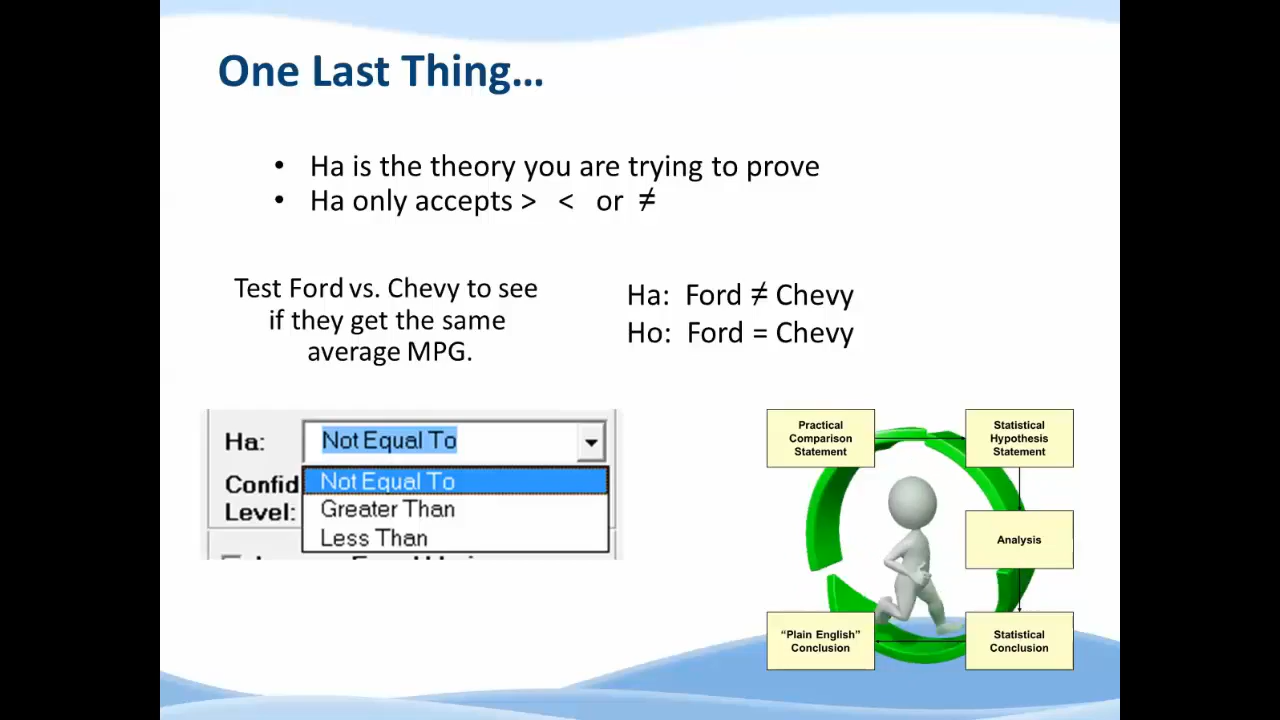 One Last Thing…
• Ha is the theory you are trying to prove
• Ha only accepts > < or ≠
Test Ford vs. Chevy to see
if they get the same
average MPG.
Ha: Ford ≠ Chevy
Ho: Ford = Chevy
Ha: Not Equal To
Not Equal To
Confid
Level:
Greater Than
Less Than
Practical
Comparison
Statement
Statistical
Hypothesis
Statement
Analysis
Statistical
Conclusion
“Plain English”
Conclusion